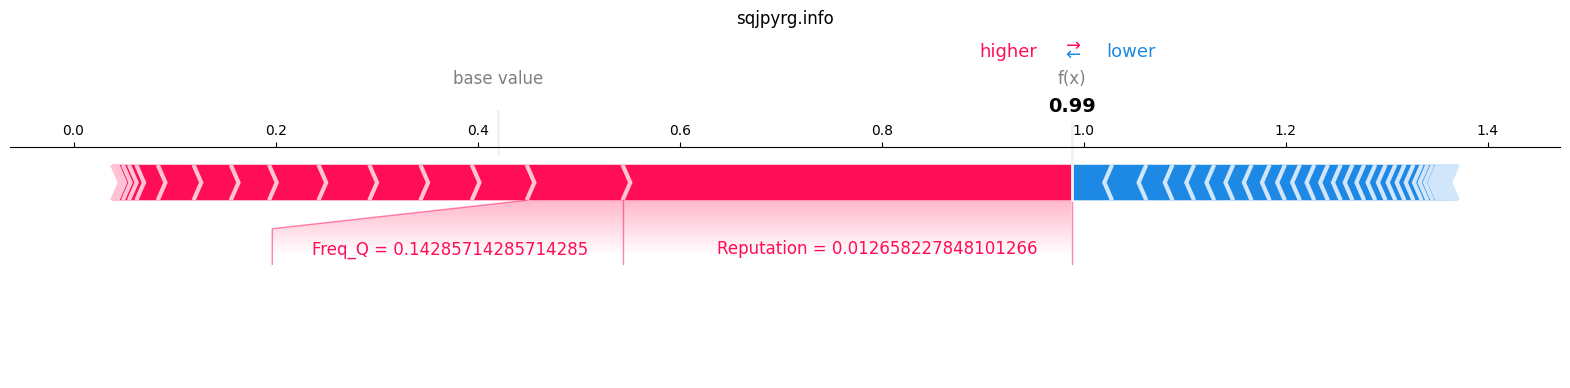 sqjpyrg.info
higher ⇄ lower
base value f(x)
0.99
0.0 0.2 0.4 0.6 0.8 1.0 1.2 1.4
Freq_Q = 0.14285714285714285 Reputation = 0.012658227848101266